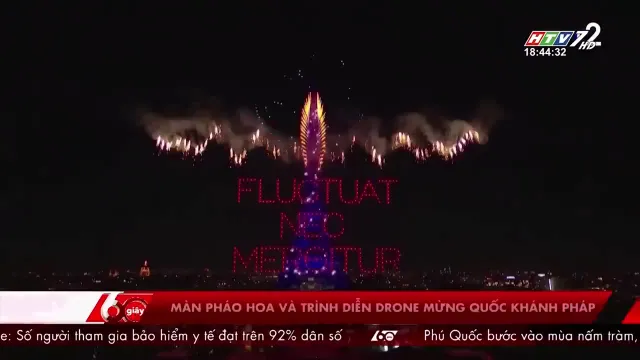 HTV7 HD
18:44:32
FLUCTUAT
NEC
MERGITUR
60 giây
MÀN PHÁO HOA VÀ TRÌNH DIỄN DRONE MỪNG QUỐC KHÁNH PHÁP
e: Số người tham gia bảo hiểm y tế đạt trên 92% dân số 60 Phú Quốc bước vào mùa nấm tràm,